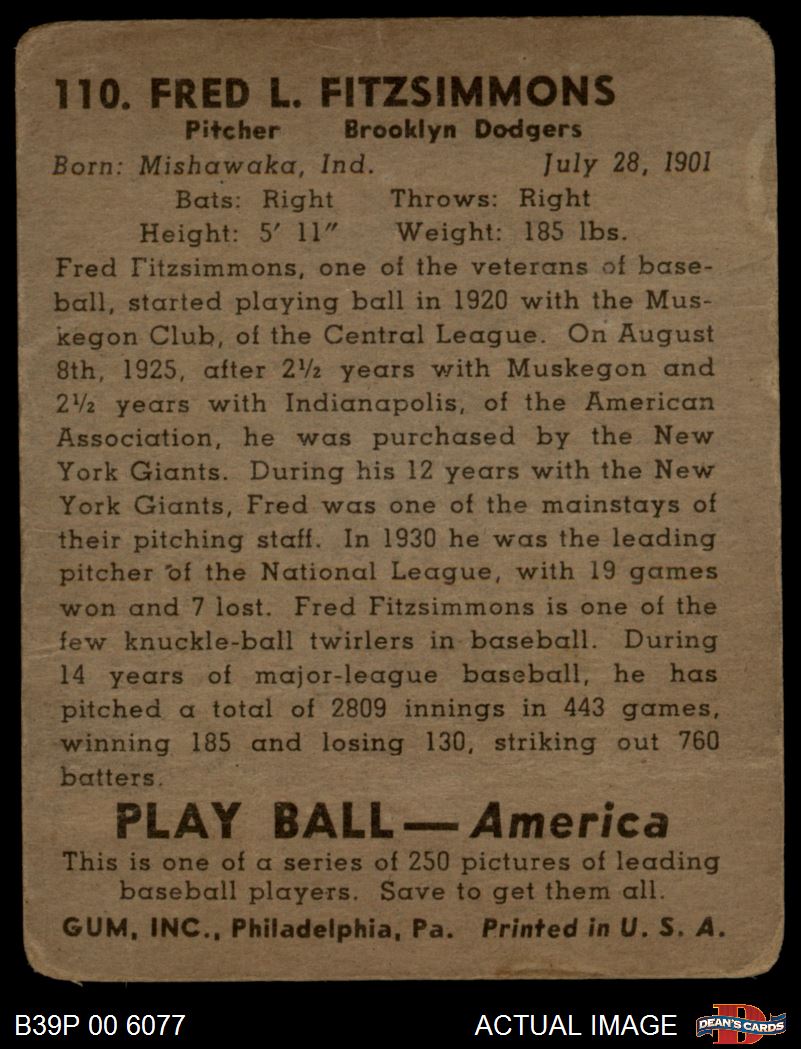 110. FRED L. FITZSIMMONS
Pitcher Brooklyn Dodgers
Born: Mishawaka, Ind. July 28, 1901
Bats: Right Throws: Right
Height: 5′ 11″ Weight: 185 lbs.
Fred Fitzsimmons, one of the veterans of base-
ball, started playing ball in 1920 with the Mus-
kegon Club, of the Central League. On August
8th, 1925, after 2½ years with Muskegon and
2½ years with Indianapolis, of the American
Association, he was purchased by the New
York Giants. During his 12 years with the New
York Giants, Fred was one of the mainstays of
their pitching staff. In 1930 he was the leading
pitcher of the National League, with 19 games
won and 7 lost. Fred Fitzsimmons is one of the
few knuckle-ball twirlers in baseball. During
14 years of major-league baseball, he has
pitched a total of 2809 innings in 443 games,
winning 185 and losing 130, striking out 760
batters.
PLAY BALL—America
This is one of a series of 250 pictures of leading
baseball players. Save to get them all.
GUM, INC., Philadelphia, Pa. Printed in U. S. A.
B39P 00 6077 ACTUAL IMAGE DEAN'S CARDS